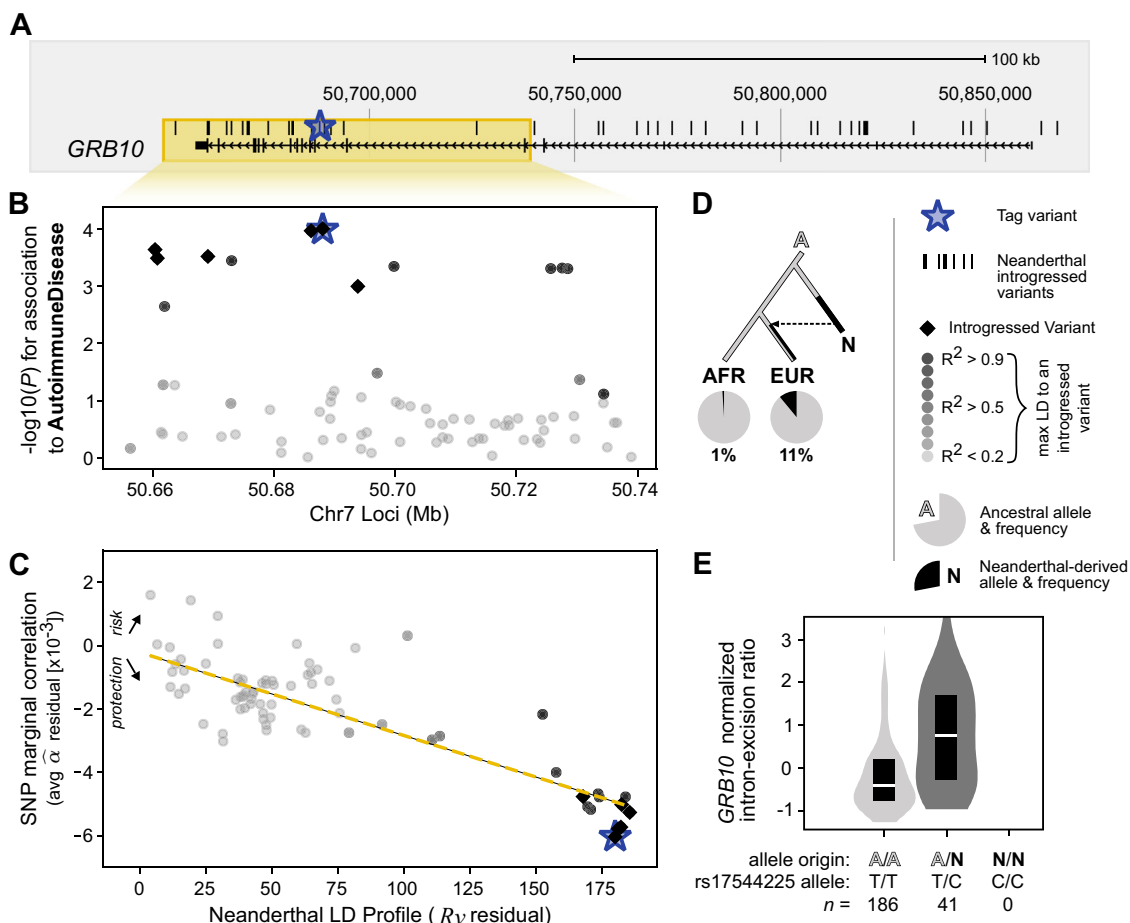 A
100 kb
50,700,000 50,750,000 50,800,000 50,850,000
GRB10
B
-log10(P) for association
to AutoimmuneDisease
4
3
2
1
0
50.66 50.68 50.70 50.72 50.74
Chr7 Loci (Mb)
C
SNP marginal correlation
(avg α̂ residual [x10⁻³])
2
0
−2
−4
−6
risk
protection
0 25 50 75 100 125 150 175
Neanderthal LD Profile ( Rν residual)
D
A
N
AFR EUR
1% 11%
Tag variant
Neanderthal
introgressed
variants
Introgressed Variant
R² > 0.9
R² > 0.5
R² < 0.2
max LD to an
introgressed
variant
A
Ancestral allele
& frequency
N
Neanderthal-derived
allele & frequency
E
GRB10 normalized
intron-excision ratio
3
2
1
0
-1
allele origin: A/A A/N N/N
rs17544225 allele: T/T T/C C/C
n = 186 41 0